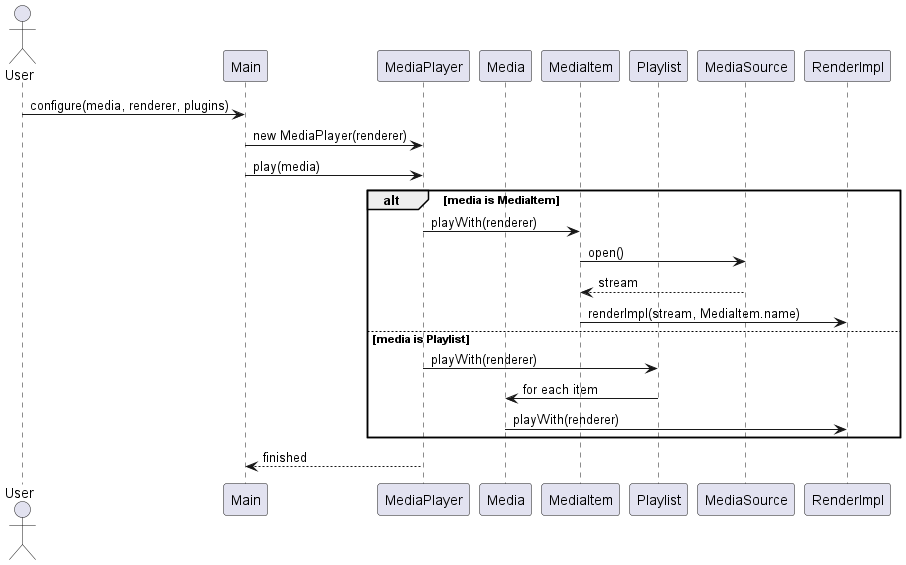 User
Main
MediaPlayer
Media
MediaItem
Playlist
MediaSource
RenderImpl
configure(media, renderer, plugins)
new MediaPlayer(renderer)
play(media)
alt
[media is MediaItem]
playWith(renderer)
open()
stream
renderImpl(stream, MediaItem.name)
[media is Playlist]
playWith(renderer)
for each item
playWith(renderer)
finished
User
Main
MediaPlayer
Media
MediaItem
Playlist
MediaSource
RenderImpl